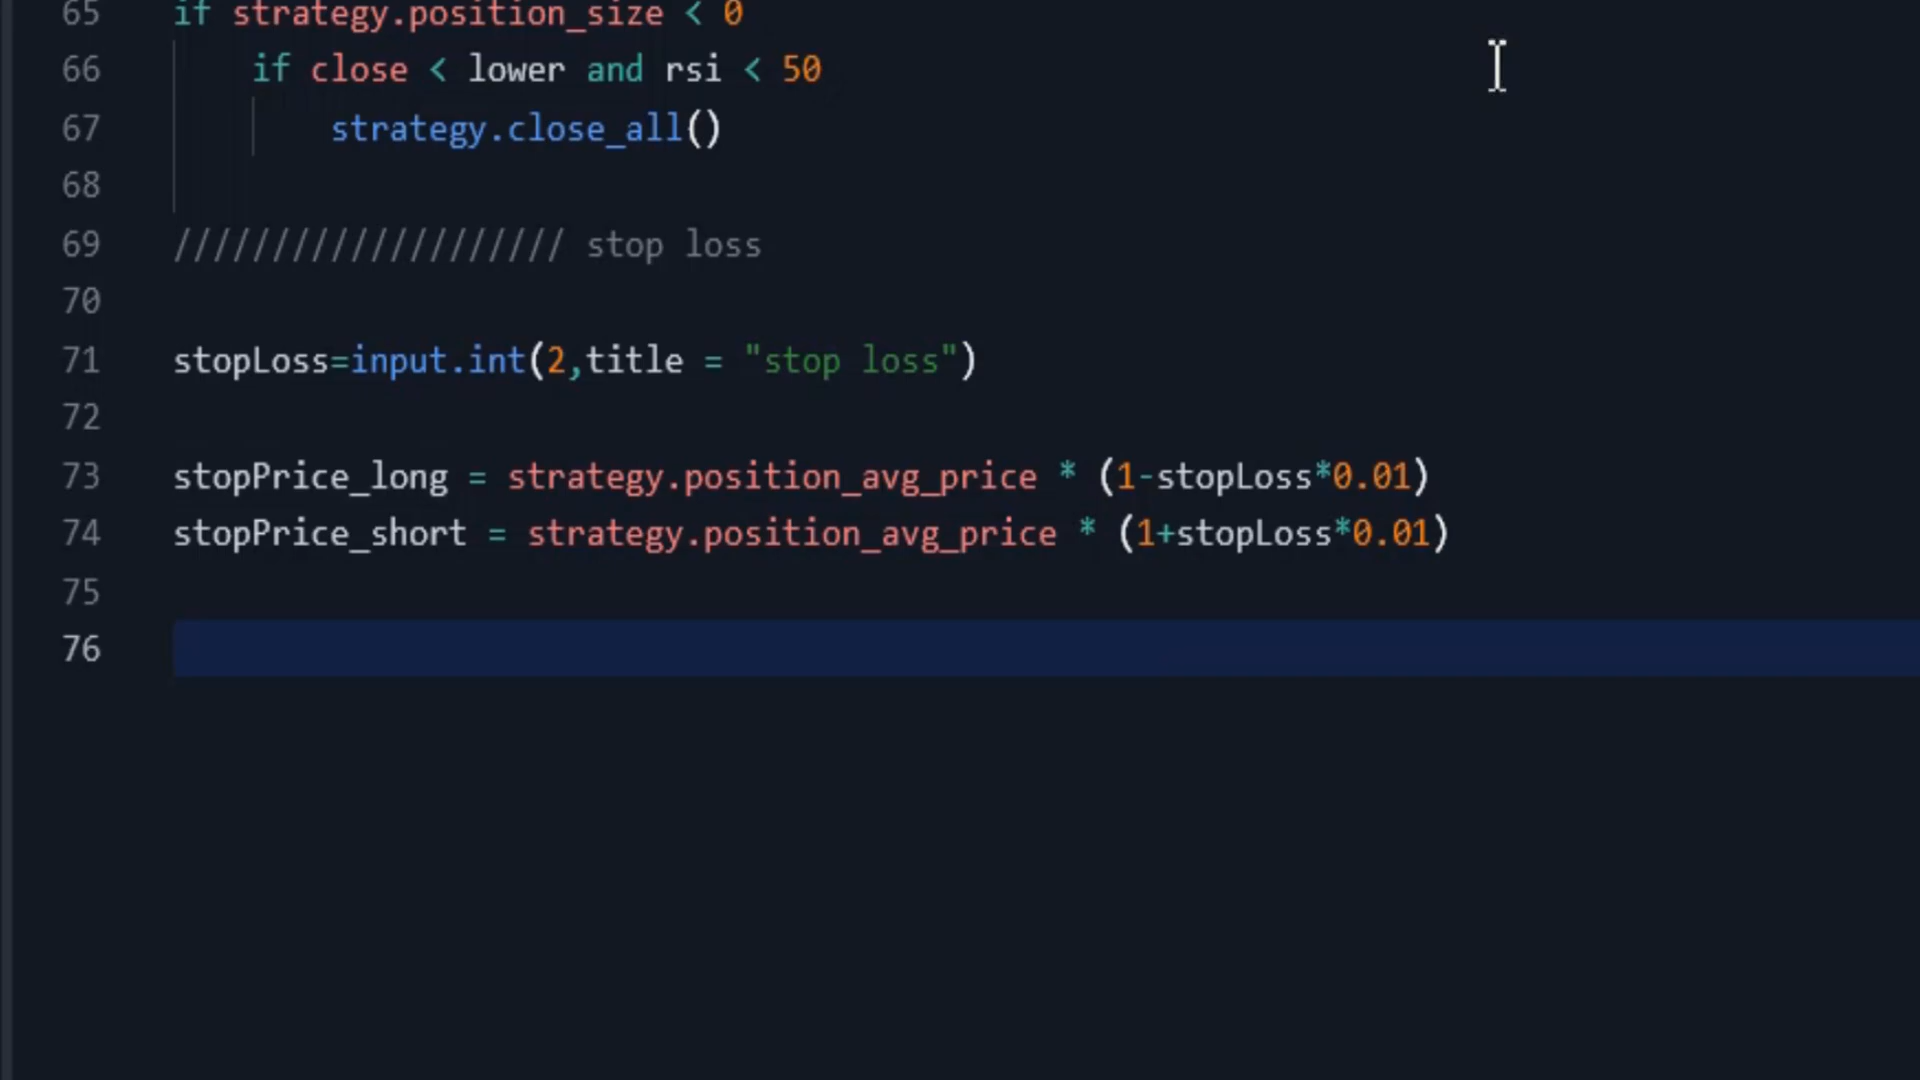 65 if strategy.position_size < 0
66 if close < lower and rsi < 50
67 strategy.close_all()
68
69 //////////////////// stop loss
70
71 stopLoss=input.int(2,title = "stop loss")
72
73 stopPrice_long = strategy.position_avg_price * (1-stopLoss*0.01)
74 stopPrice_short = strategy.position_avg_price * (1+stopLoss*0.01)
75
76